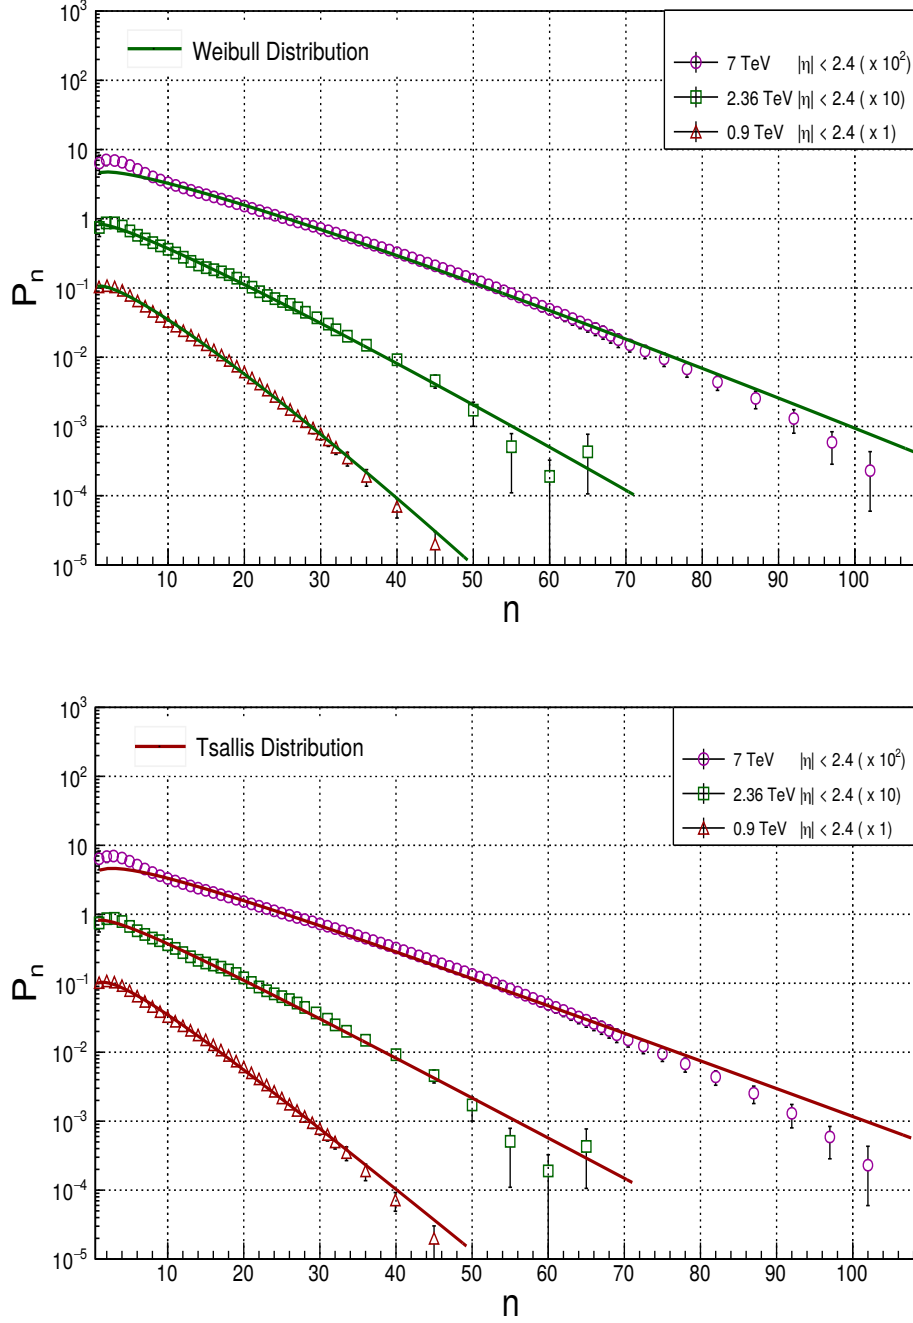 10³
Weibull Distribution
7 TeV |η| < 2.4 ( x 10²)
2.36 TeV |η| < 2.4 ( x 10)
0.9 TeV |η| < 2.4 ( x 1)
10²
10
1
10⁻¹
10⁻²
10⁻³
10⁻⁴
10⁻⁵
Pₙ
10 20 30 40 50 60 70 80 90 100
n
10³
Tsallis Distribution
7 TeV |η| < 2.4 ( x 10²)
2.36 TeV |η| < 2.4 ( x 10)
0.9 TeV |η| < 2.4 ( x 1)
10²
10
1
10⁻¹
10⁻²
10⁻³
10⁻⁴
10⁻⁵
Pₙ
10 20 30 40 50 60 70 80 90 100
n